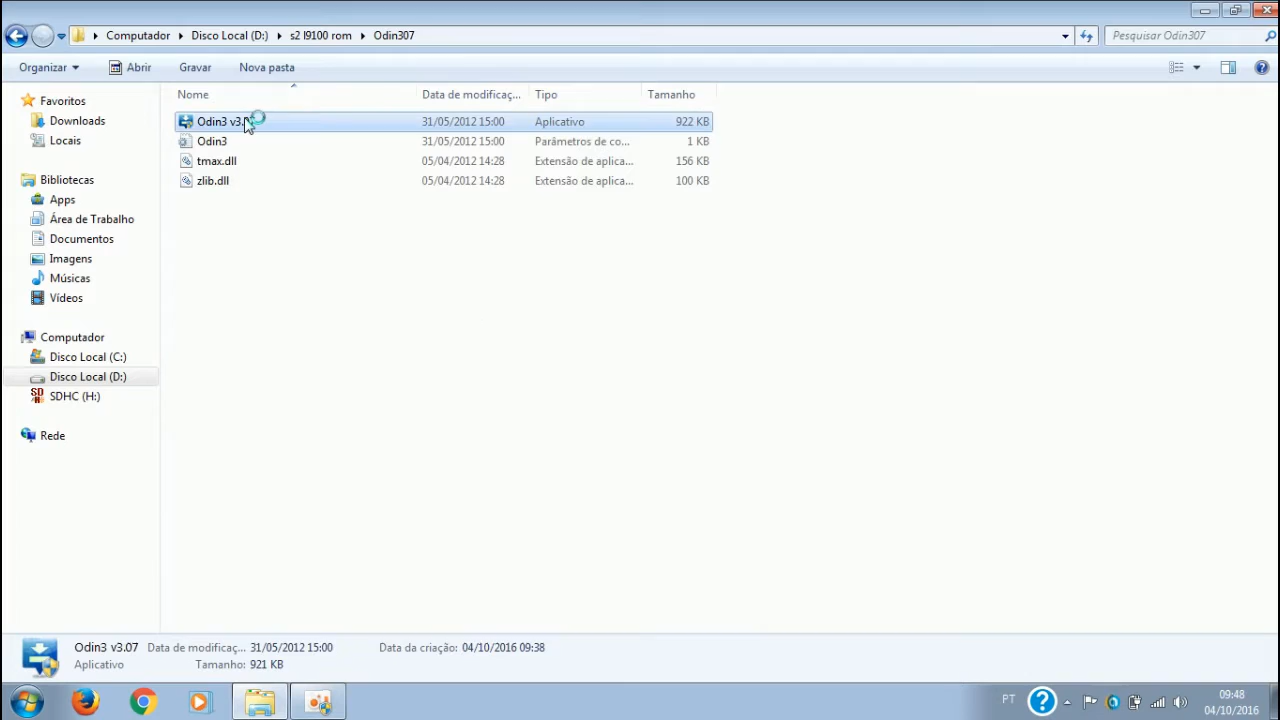 Computador Disco Local (D:) s2 I9100 rom Odin307 Pesquisar Odin307
Organizar Abrir Gravar Nova pasta
Nome Data de modificaç... Tipo Tamanho
Favoritos
Downloads
Locais
Bibliotecas
Apps
Área de Trabalho
Documentos
Imagens
Músicas
Vídeos
Computador
Disco Local (C:)
Disco Local (D:)
SDHC (H:)
Rede
Odin3 31/05/2012 15:00 Aplicativo 922 KB
Odin3 31/05/2012 15:00 Parâmetros de co... 1 KB
tmax.dll 05/04/2012 14:28 Extensão de aplica... 156 KB
zlib.dll 05/04/2012 14:28 Extensão de aplica... 100 KB
Odin3 v3.07 Data de modificaç... 31/05/2012 15:00 Data da criação: 04/10/2016 09:38
Aplicativo Tamanho: 921 KB
PT 09:48
04/10/2016